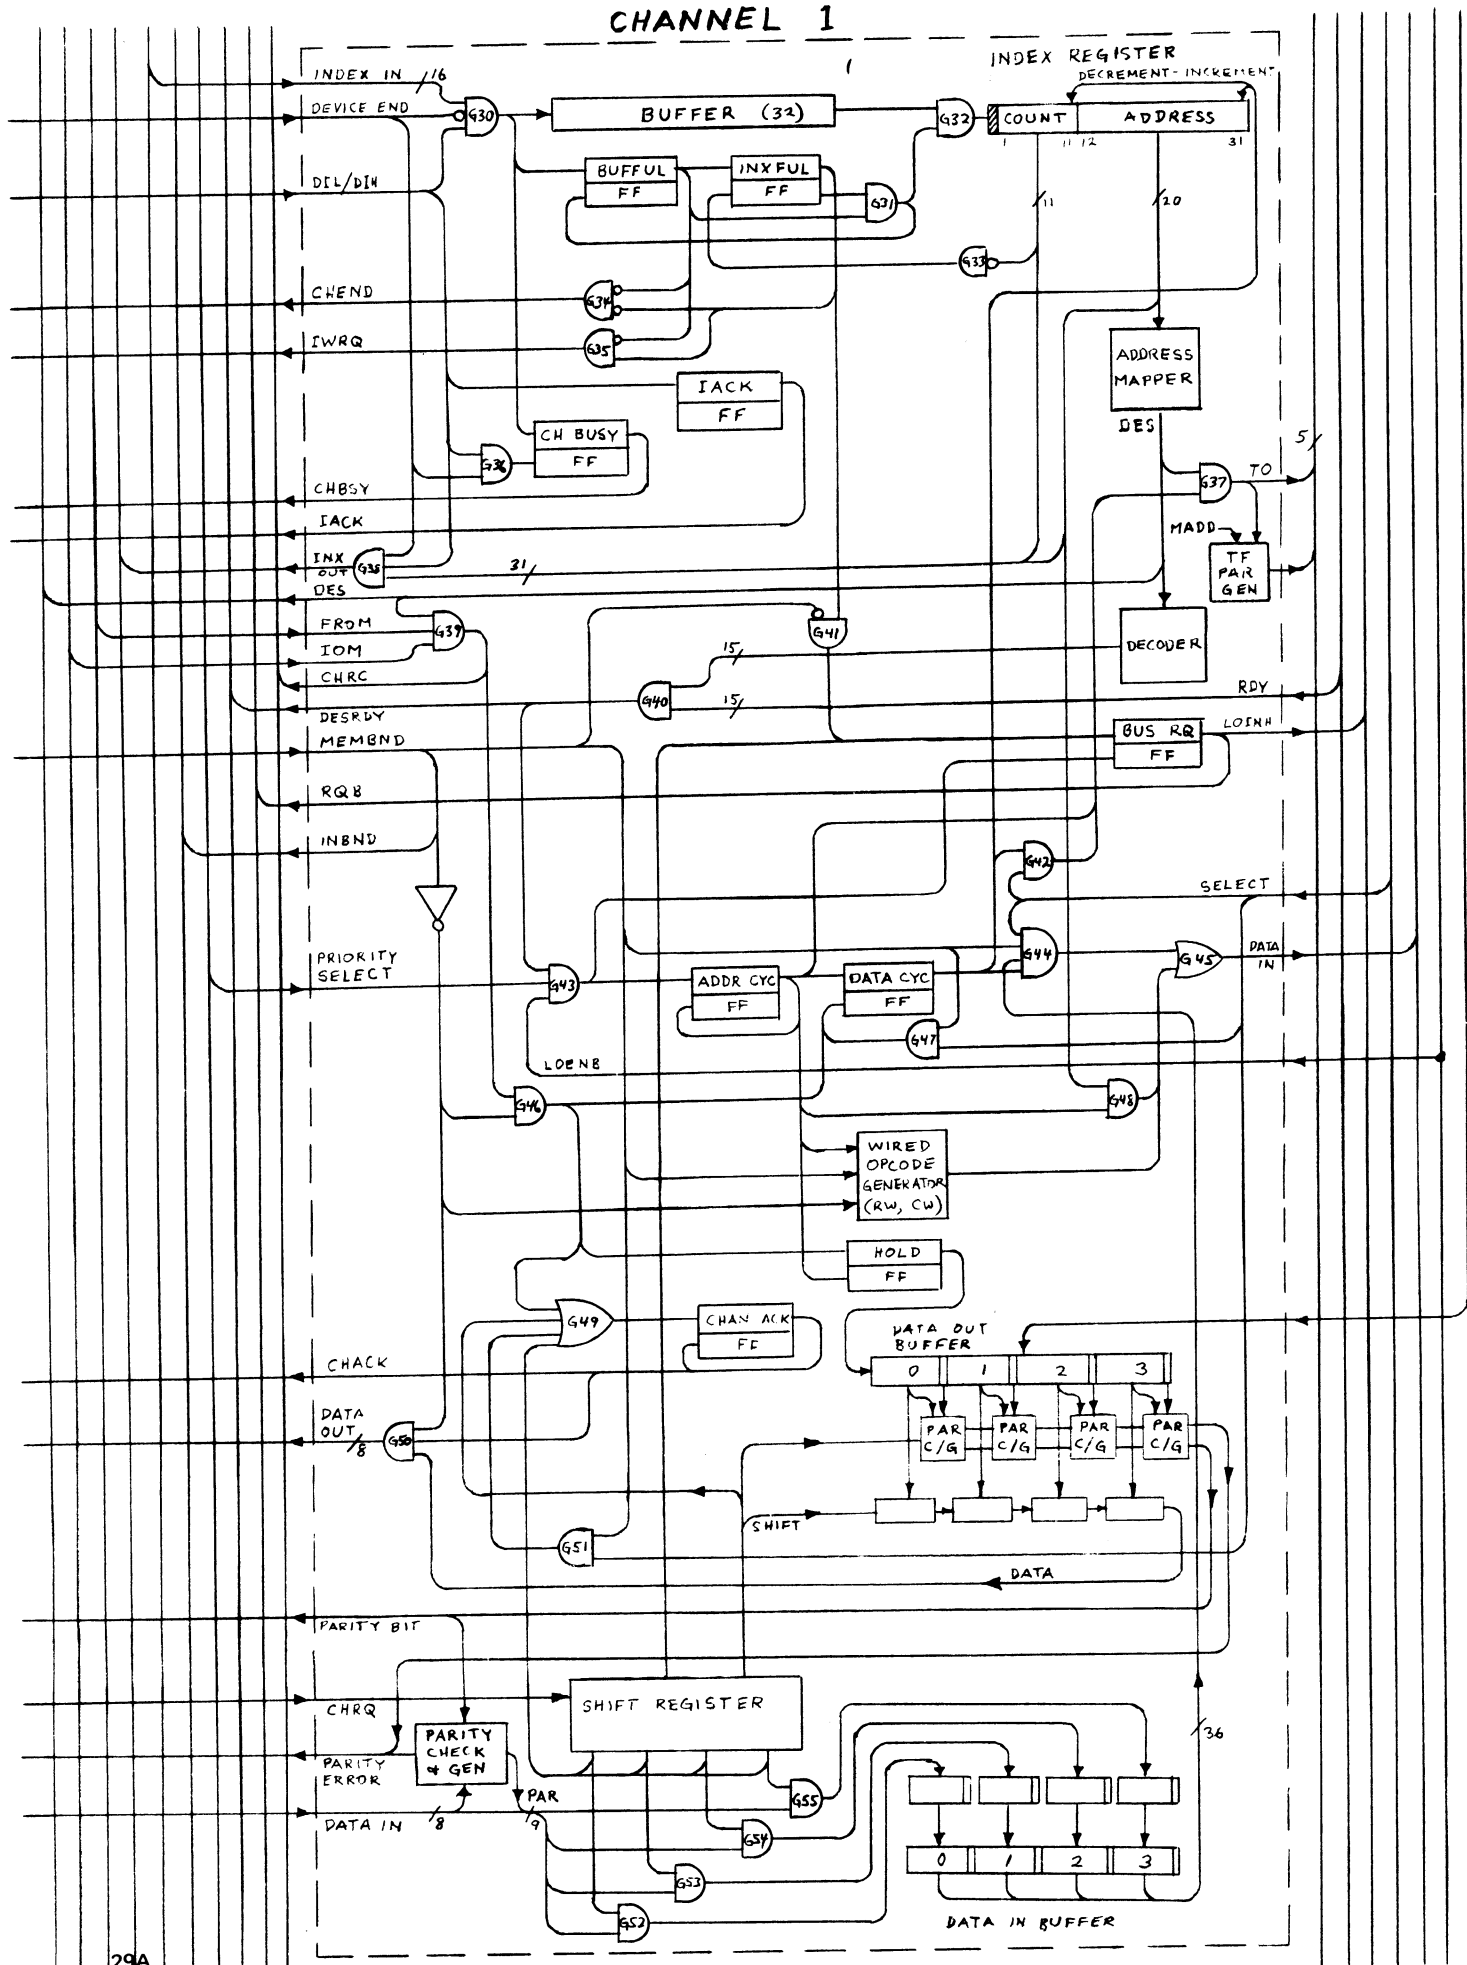 CHANNEL 1
INDEX REGISTER
DECREMENT-INCREMENT
INDEX IN 16
DEVICE END
G30
BUFFER (32)
G32
COUNT
ADDRESS
1
11
12
31
DIL/DIH
BUFFUL
FF
INXFUL
FF
G31
11
20
G33
CHEND
G34
IWRQ
G35
ADDRESS
MAPPER
IACK
FF
DES
CH BUSY
FF
G36
5
G37
TO
CHBSY
IACK
MADD
INX
OUT
G38
31
TF
PAR
GEN
DES
FROM
G39
G41
IOM
DECODER
15
CHRC
G40
15
RDY
DESRDY
MEMBND
BUS RQ
FF
LOINH
RQB
INBND
G42
SELECT
PRIORITY
SELECT
G43
ADDR CYC
FF
DATA CYC
FF
G44
G45
DATA
IN
G47
LOENB
G46
G48
WIRED
OPCODE
GENERATOR
(RW, CW)
HOLD
FF
G49
CHAN ACK
FF
DATA OUT
BUFFER
0
1
2
3
CHACK
DATA
OUT
8
G50
PAR
C/G
PAR
C/G
PAR
C/G
PAR
C/G
SHIFT
G51
DATA
PARITY BIT
SHIFT REGISTER
CHRQ
PARITY
CHECK
& GEN
36
PARITY
ERROR
PAR
9
G55
DATA IN
8
G54
0
1
2
3
G53
G52
DATA IN BUFFER
29A